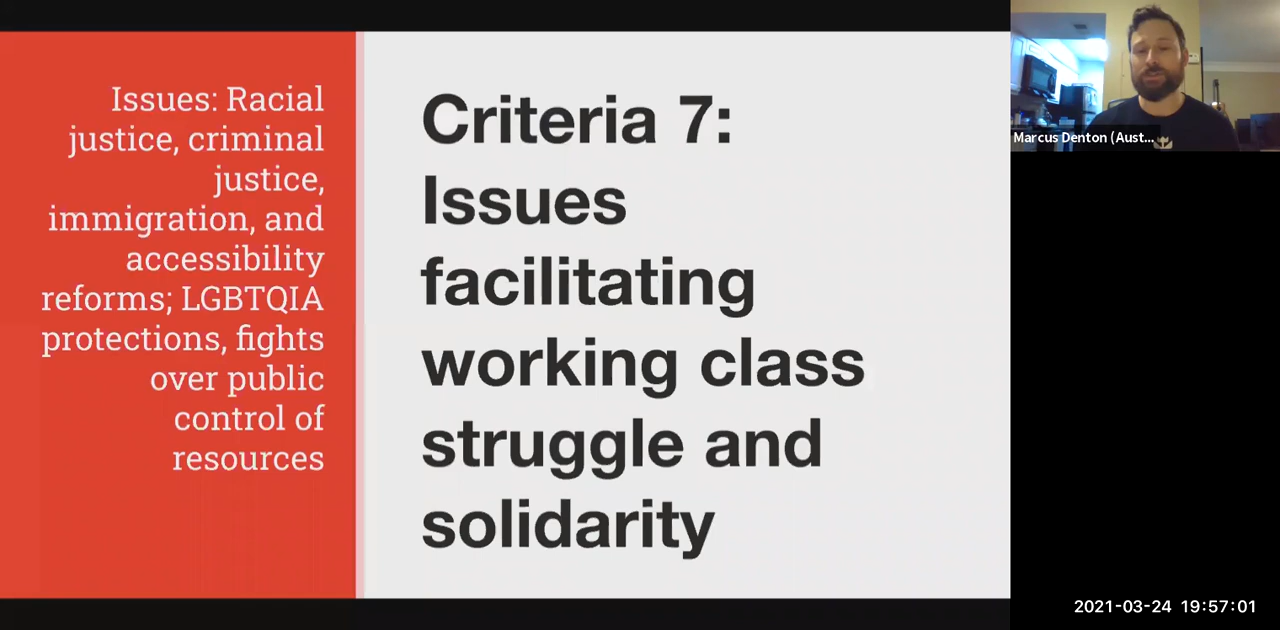 Issues: Racial
justice, criminal
justice,
immigration, and
accessibility
reforms; LGBTQIA
protections, fights
over public
control of
resources
Criteria 7:
Issues
facilitating
working class
struggle and
solidarity
Marcus Denton (Aust...
2021-03-24 19:57:01